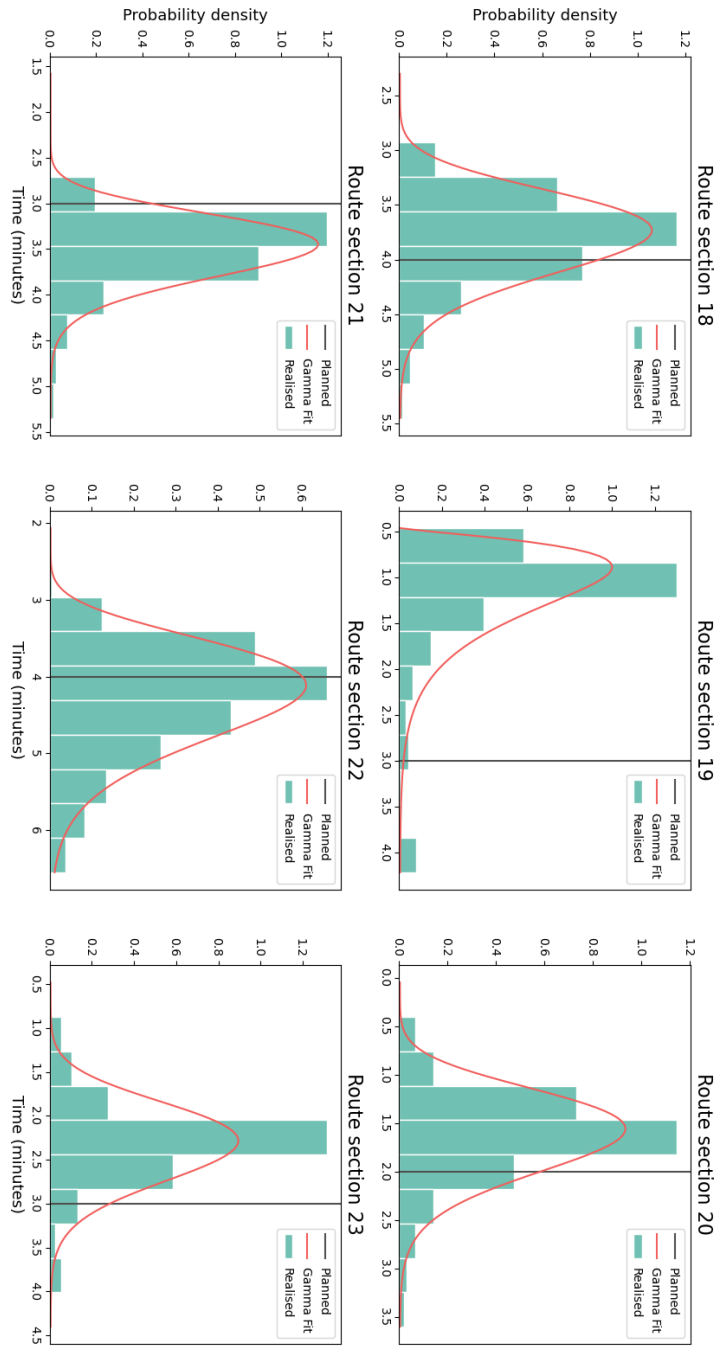 Route section 18
Probability density
0.0 0.2 0.4 0.6 0.8 1.0 1.2
2.5 3.0 3.5 4.0 4.5 5.0 5.5
Planned
Gamma Fit
Realised
Route section 19
0.0 0.2 0.4 0.6 0.8 1.0 1.2
0.5 1.0 1.5 2.0 2.5 3.0 3.5 4.0
Planned
Gamma Fit
Realised
Route section 20
0.0 0.2 0.4 0.6 0.8 1.0 1.2
0.0 0.5 1.0 1.5 2.0 2.5 3.0 3.5
Planned
Gamma Fit
Realised
Route section 21
Probability density
0.0 0.2 0.4 0.6 0.8 1.0 1.2
1.5 2.0 2.5 3.0 3.5 4.0 4.5 5.0 5.5
Time (minutes)
Planned
Gamma Fit
Realised
Route section 22
0.0 0.1 0.2 0.3 0.4 0.5 0.6
2 3 4 5 6
Time (minutes)
Planned
Gamma Fit
Realised
Route section 23
0.0 0.2 0.4 0.6 0.8 1.0 1.2
0.5 1.0 1.5 2.0 2.5 3.0 3.5 4.0 4.5
Time (minutes)
Planned
Gamma Fit
Realised